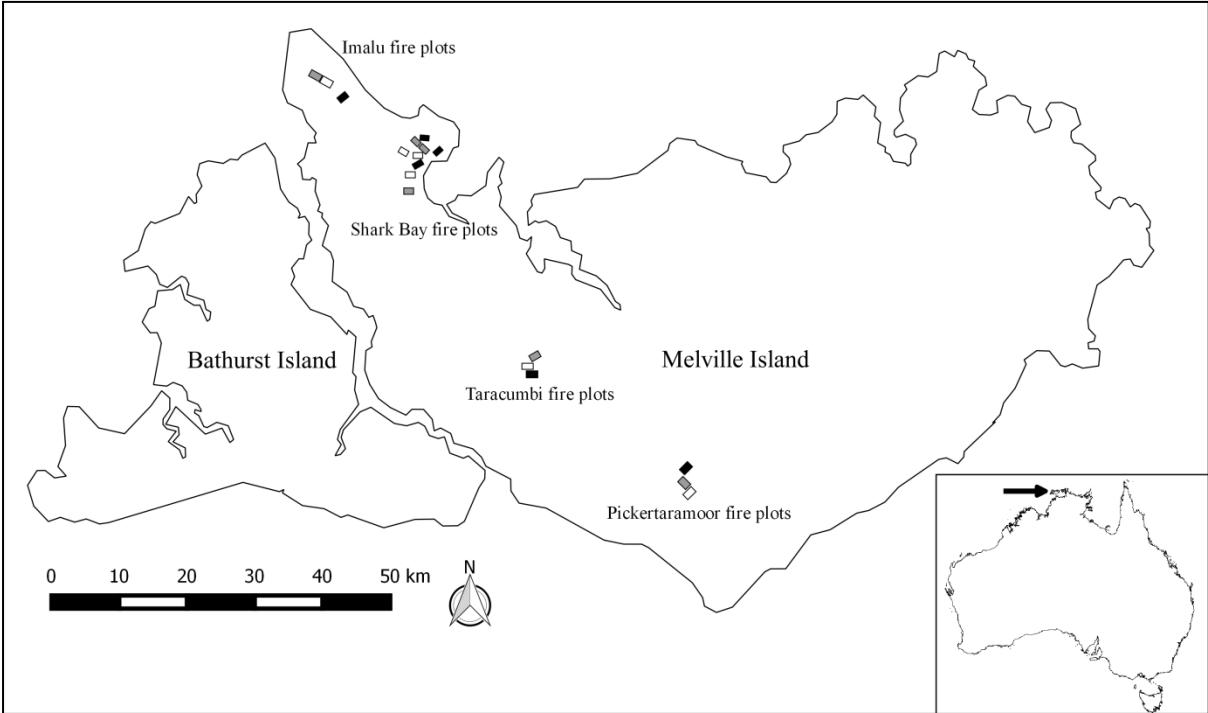 Imalu fire plots
Shark Bay fire plots
Bathurst Island
Melville Island
Taracumbi fire plots
Pickertaramoor fire plots
0 10 20 30 40 50 km
N